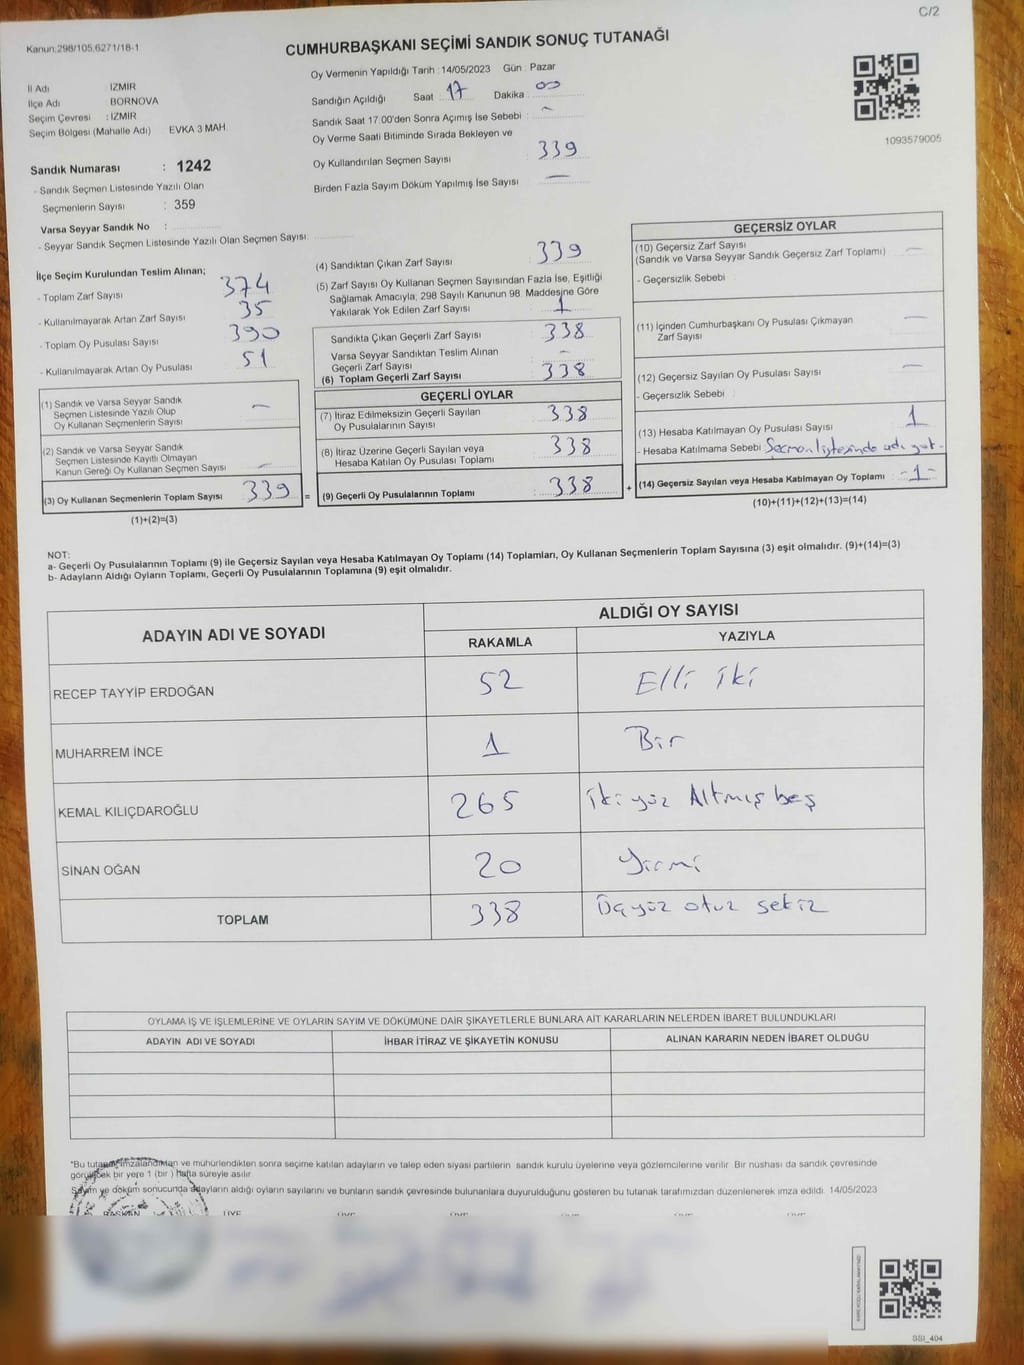 C/2
Kanun:298/105,6271/18-1
CUMHURBAŞKANI SEÇİMİ SANDIK SONUÇ TUTANAĞI
İl Adı : İZMİR
İlçe Adı : BORNOVA
Seçim Çevresi : İZMİR
Seçim Bölgesi (Mahalle Adı) EVKA 3 MAH.
Sandık Numarası : 1242
- Sandık Seçmen Listesinde Yazılı Olan
Seçmenlerin Sayısı : 359
Varsa Seyyar Sandık No :
- Seyyar Sandık Seçmen Listesinde Yazılı Olan Seçmen Sayısı:
Oy Vermenin Yapıldığı Tarih : 14/05/2023 Gün : Pazar
Sandığın Açıldığı Saat : 17 Dakika : 00
Sandık Saat 17:00'den Sonra Açılmış İse Sebebi : -
Oy Verme Saati Bitiminde Sırada Bekleyen ve
Oy Kullandırılan Seçmen Sayısı : 339
Birden Fazla Sayım Döküm Yapılmış İse Sayısı : -
1093579005
İlçe Seçim Kurulundan Teslim Alınan;
- Toplam Zarf Sayısı : 374
- Kullanılmayarak Artan Zarf Sayısı : 35
- Toplam Oy Pusulası Sayısı : 390
- Kullanılmayarak Artan Oy Pusulası : 51
(1) Sandık ve Varsa Seyyar Sandık
Seçmen Listesinde Yazılı Olup
Oy Kullanan Seçmenlerin Sayısı : -
(2) Sandık ve Varsa Seyyar Sandık
Seçmen Listesinde Kayıtlı Olmayan
Kanun Gereği Oy Kullanan Seçmen Sayısı : -
(3) Oy Kullanan Seçmenlerin Toplam Sayısı : 339 =
(1)+(2)=(3)
(4) Sandıktan Çıkan Zarf Sayısı : 339
(5) Zarf Sayısı Oy Kullanan Seçmen Sayısından Fazla İse, Eşitliği
Sağlamak Amacıyla, 298 Sayılı Kanunun 98. Maddesine Göre
Yakılarak Yok Edilen Zarf Sayısı : 1
Sandıkta Çıkan Geçerli Zarf Sayısı : 338
Varsa Seyyar Sandıktan Teslim Alınan
Geçerli Zarf Sayısı : -
(6) Toplam Geçerli Zarf Sayısı : 338
GEÇERLİ OYLAR
(7) İtiraz Edilmeksizin Geçerli Sayılan
Oy Pusulalarının Sayısı : 338
(8) İtiraz Üzerine Geçerli Sayılan veya
Hesaba Katılan Oy Pusulası Toplamı : 338
(9) Geçerli Oy Pusulalarının Toplamı : 338 +
GEÇERSİZ OYLAR
(10) Geçersiz Zarf Sayısı : -
(Sandık ve Varsa Seyyar Sandık Geçersiz Zarf Toplamı)
- Geçersizlik Sebebi :
(11) İçinden Cumhurbaşkanı Oy Pusulası Çıkmayan : -
Zarf Sayısı
(12) Geçersiz Sayılan Oy Pusulası Sayısı : -
- Geçersizlik Sebebi :
(13) Hesaba Katılmayan Oy Pusulası Sayısı : 1
- Hesaba Katılmama Sebebi : Seçmen listesinde adı yok
(14) Geçersiz Sayılan veya Hesaba Katılmayan Oy Toplamı : -1-
(10)+(11)+(12)+(13)=(14)
NOT:
a- Geçerli Oy Pusulalarının Toplamı (9) ile Geçersiz Sayılan veya Hesaba Katılmayan Oy Toplamı (14) Toplamları, Oy Kullanan Seçmenlerin Toplam Sayısına (3) eşit olmalıdır. (9)+(14)=(3)
b- Adayların Aldığı Oyların Toplamı, Geçerli Oy Pusulalarının Toplamına (9) eşit olmalıdır.
ADAYIN ADI VE SOYADI ALDIĞI OY SAYISI
RAKAMLA YAZIYLA
RECEP TAYYİP ERDOĞAN 52 Elli iki
MUHARREM İNCE 1 Bir
KEMAL KILIÇDAROĞLU 265 iki yüz Altmış beş
SİNAN OĞAN 20 Yirmi
TOPLAM 338 Üçyüz otuz sekiz
OYLAMA İŞ VE İŞLEMLERİNE VE OYLARIN SAYIM VE DÖKÜMÜNE DAİR ŞİKAYETLERLE BUNLARA AİT KARARLARIN NELERDEN İBARET BULUNDUKLARI
ADAYIN ADI VE SOYADI İHBAR İTİRAZ VE ŞİKAYETİN KONUSU ALINAN KARARIN NEDEN İBARET OLDUĞU
"Bu tutanak imzalandıktan ve mühürlendikten sonra seçime katılan adayların ve talep eden siyasi partilerin sandık kurulu üyelerine veya gözlemcilerine verilir. Bir nüshası da sandık çevresinde
görülecek bir yere 1 (bir) hafta süreyle asılır.
Sayım ve döküm sonucunda adayların aldığı oyların sayılarını ve bunların sandık çevresinde bulunanlara duyurulduğunu gösteren bu tutanak tarafımızdan düzenlenerek imza edildi. 14/05/2023
BAŞKAN ÜYE ÜYE ÜYE ÜYE ÜYE ÜYE
SSİ_404